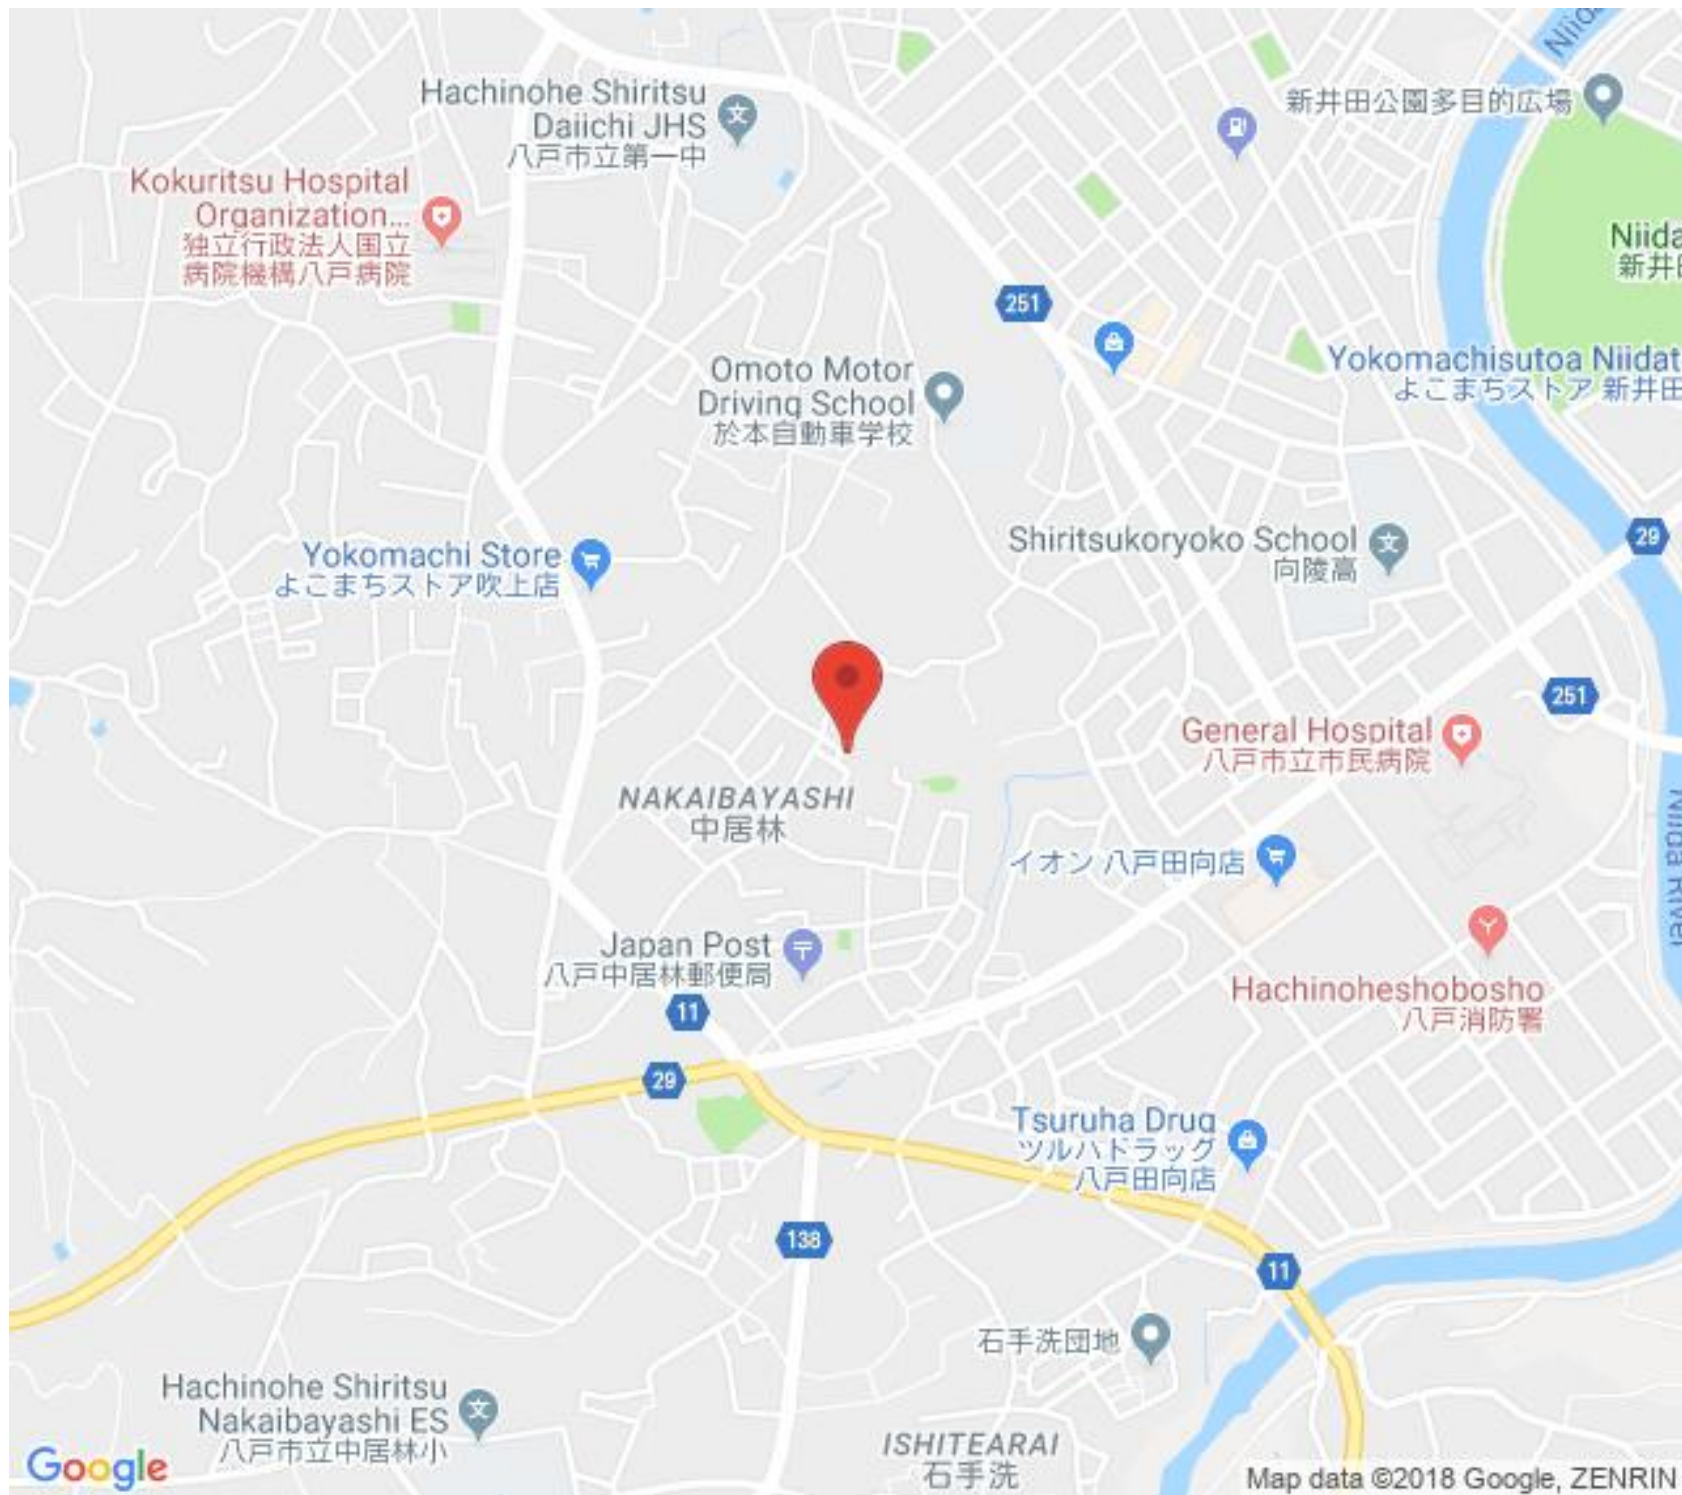 Niida
Hachinohe Shiritsu
Daiichi JHS
八戸市立第一中
新井田公園多目的広場
Kokuritsu Hospital
Organization...
独立行政法人国立
病院機構八戸病院
Niida
新井田
251
Omoto Motor
Driving School
於本自動車学校
Yokomachisutoa Niidat
よこまちストア 新井田
Yokomachi Store
よこまちストア吹上店
Shiritsukoryoko School
向陵高
29
251
General Hospital
八戸市立市民病院
NAKAIBAYASHI
中居林
イオン 八戸田向店
Niida River
Japan Post
八戸中居林郵便局
Hachinoheshobosho
八戸消防署
11
29
Tsuruha Drug
ツルハドラッグ
八戸田向店
138
11
石手洗団地
Hachinohe Shiritsu
Nakaibayashi ES
八戸市立中居林小
ISHITEARAI
石手洗
Google
Map data ©2018 Google, ZENRIN